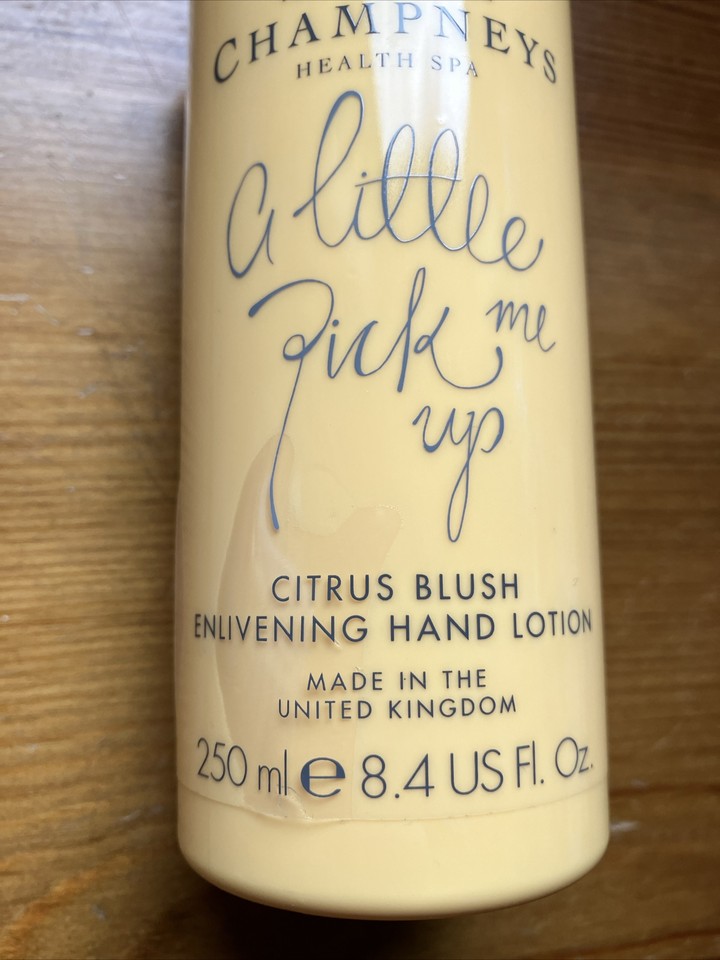 CHAMPNEYS
HEALTH SPA
a little
Pick me
up
CITRUS BLUSH
ENLIVENING HAND LOTION
MADE IN THE
UNITED KINGDOM
250 ml e 8.4 US Fl. Oz.